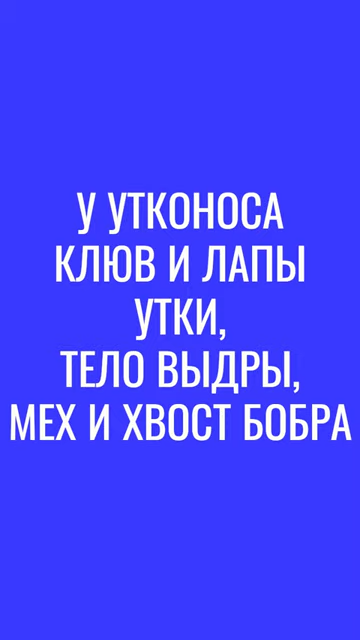 У УТКОНОСА
КЛЮВ И ЛАПЫ
УТКИ,
ТЕЛО ВЫДРЫ,
МЕХ И ХВОСТ БОБРА